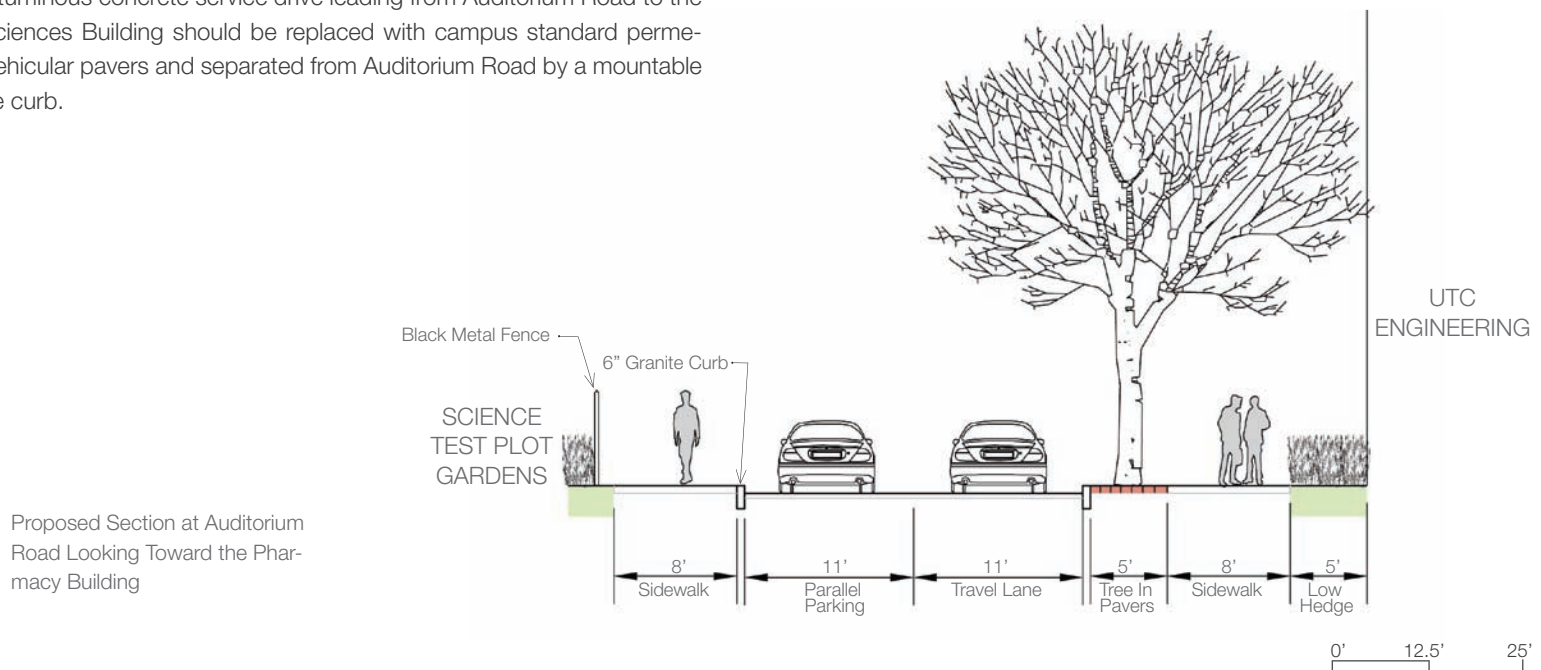 concrete service drive leading from Auditorium Road to the
Sciences Building should be replaced with campus standard perme-
vehicular pavers and separated from Auditorium Road by a mountable
curb.
UTC
ENGINEERING
Black Metal Fence
6” Granite Curb
SCIENCE
TEST PLOT
GARDENS
Proposed Section at Auditorium
Road Looking Toward the Phar-
macy Building
8’
Sidewalk
11’
Parallel
Parking
11’
Travel Lane
5’
Tree In
Pavers
8’
Sidewalk
5’
Low
Hedge
0’ 12.5’ 25’